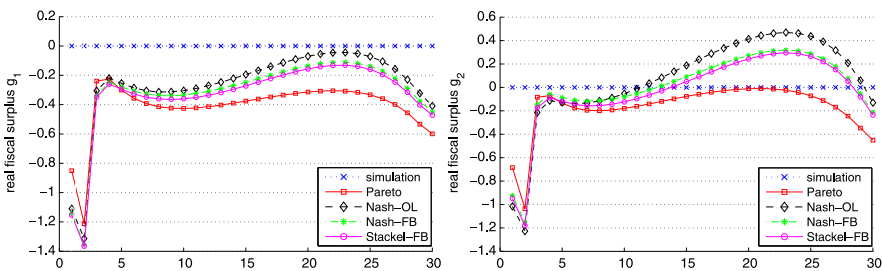 real fiscal surplus g1
0.2
0
−0.2
−0.4
−0.6
−0.8
−1
−1.2
−1.4
0 5 10 15 20 25 30
simulation
Pareto
Nash−OL
Nash−FB
Stackel−FB
real fiscal surplus g2
0.6
0.4
0.2
0
−0.2
−0.4
−0.6
−0.8
−1
−1.2
−1.4
0 5 10 15 20 25 30
simulation
Pareto
Nash−OL
Nash−FB
Stackel−FB